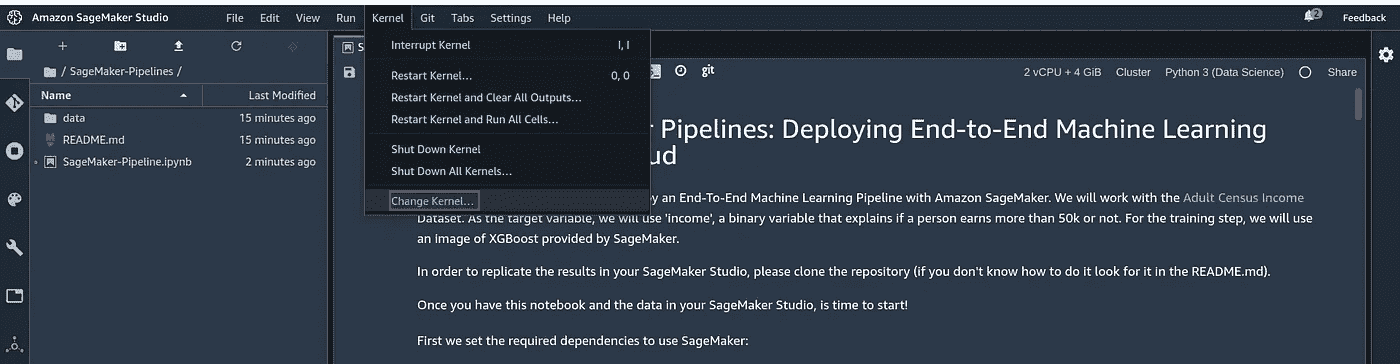 Amazon SageMaker Studio File Edit View Run Kernel Git Tabs Settings Help 2 Feedback
/ SageMaker-Pipelines /
Name Last Modified
data 15 minutes ago
README.md 15 minutes ago
SageMaker-Pipeline.ipynb 2 minutes ago
Interrupt Kernel I, I
Restart Kernel… 0, 0
Restart Kernel and Clear All Outputs…
Restart Kernel and Run All Cells…
Shut Down Kernel
Shut Down All Kernels…
Change Kernel…
S
git 2 vCPU + 4 GiB Cluster Python 3 (Data Science) Share
r Pipelines: Deploying End-to-End Machine Learning
ud
y an End-To-End Machine Learning Pipeline with Amazon SageMaker. We will work with the Adult Census Income
Dataset. As the target variable, we will use 'income', a binary variable that explains if a person earns more than 50k or not. For the training step, we will use
an image of XGBoost provided by SageMaker.
In order to replicate the results in your SageMaker Studio, please clone the repository (if you don't know how to do it look for it in the README.md).
Once you have this notebook and the data in your SageMaker Studio, is time to start!
First we set the required dependencies to use SageMaker: